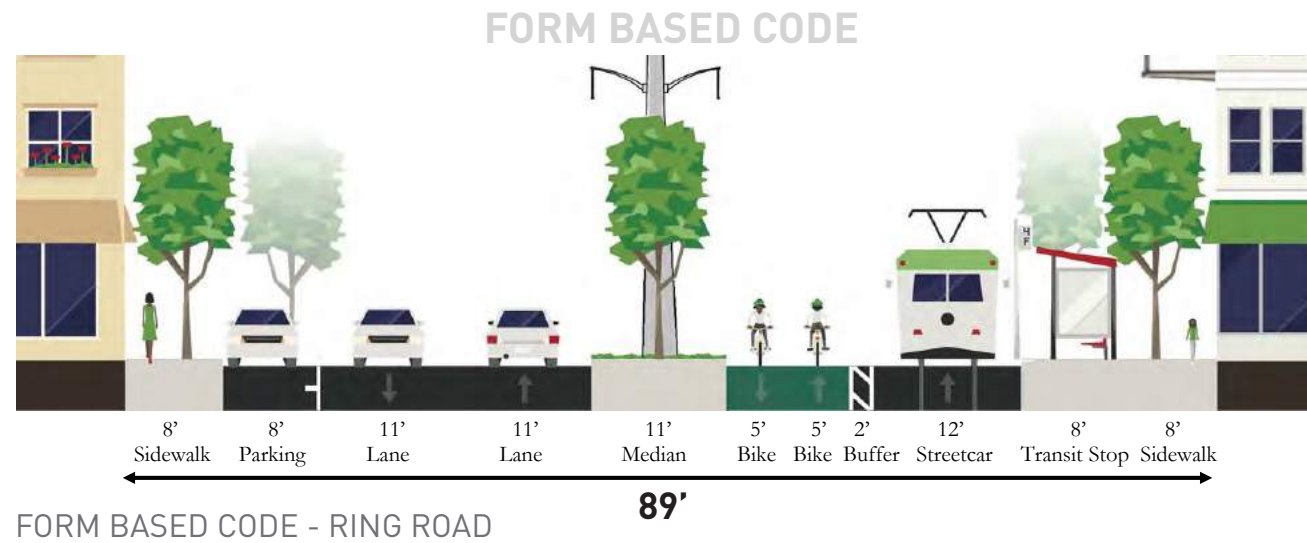 FORM BASED CODE
H
F
8’ 8’ 11’ 11’ 11’ 5’ 5’ 2’ 12’ 8’ 8’
Sidewalk Parking Lane Lane Median Bike Bike Buffer Streetcar Transit Stop Sidewalk
89’
FORM BASED CODE - RING ROAD